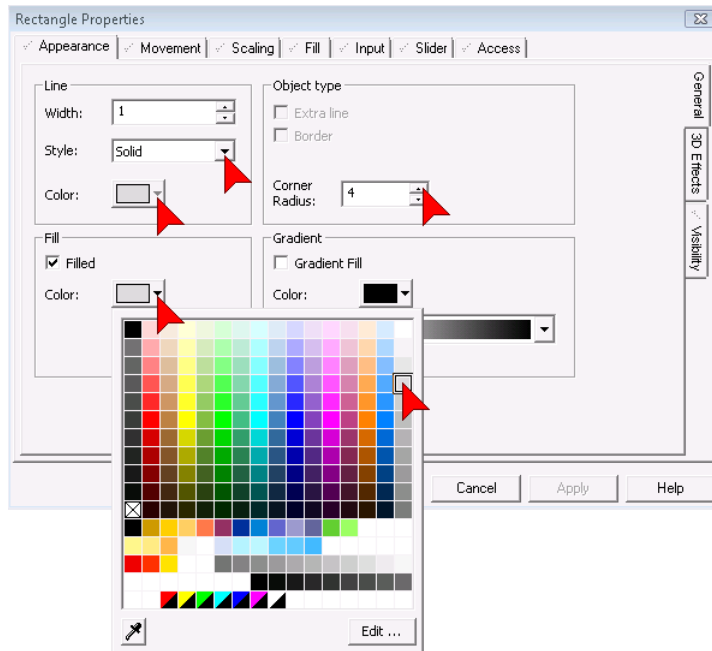 Rectangle Properties
Appearance Movement Scaling Fill Input Slider Access
Line
Width: 1
Style: Solid
Color:
Object type
Extra line
Border
Corner
Radius: 4
Fill
Filled
Color:
Gradient
Gradient Fill
Color:
General
3D Effects
Visibility
Cancel Apply Help
Edit ...